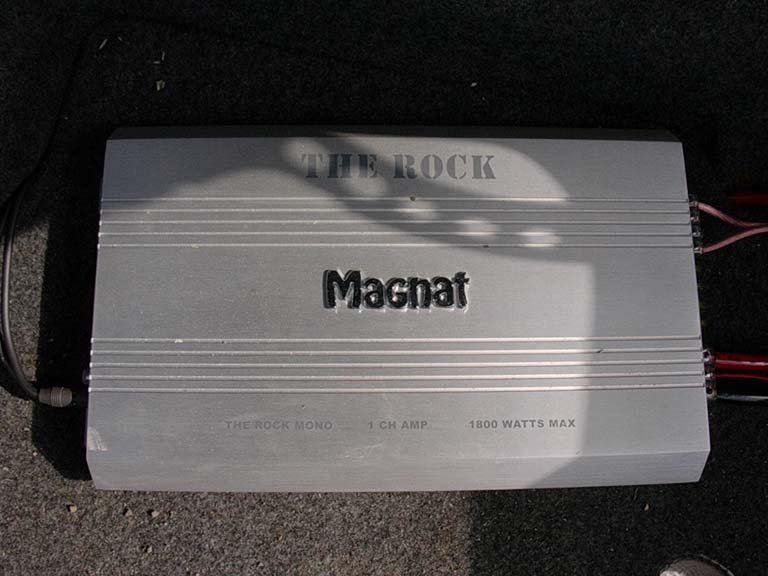 THE ROCK
Magnat
THE ROCK MONO 1 CH AMP 1800 WATTS MAX